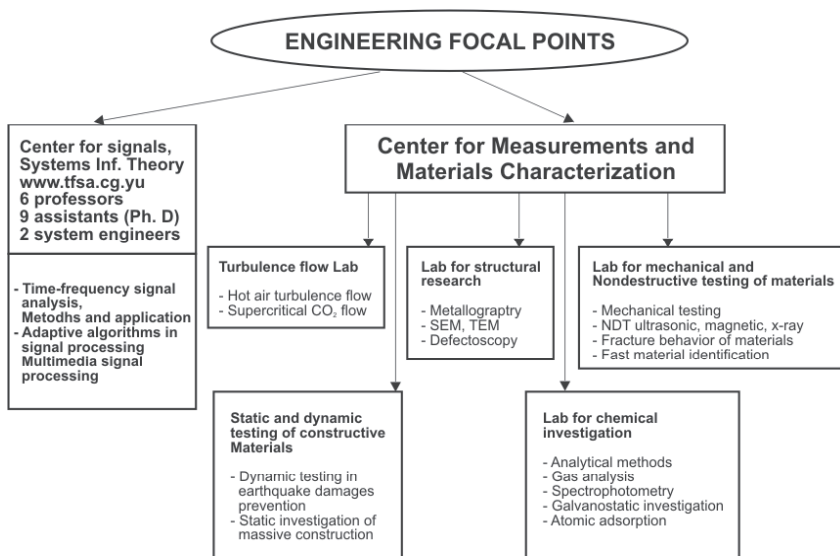 ENGINEERING FOCAL POINTS
Center for signals,
Systems Inf. Theory
www.tfsa.cg.yu
6 professors
9 assistants (Ph. D)
2 system engineers
- Time-frequency signal
analysis,
Metodhs and application
- Adaptive algorithms in
signal processing
Multimedia signal
processing
Center for Measurements and
Materials Characterization
Turbulence flow Lab
- Hot air turbulence flow
- Supercritical CO₂ flow
Lab for structural
research
- Metallograptry
- SEM, TEM
- Defectoscopy
Lab for mechanical and
Nondestructive testing of materials
- Mechanical testing
- NDT ultrasonic, magnetic, x-ray
- Fracture behavior of materials
- Fast material identification
Static and dynamic
testing of constructive
Materials
- Dynamic testing in
earthquake damages
prevention
- Static investigation of
massive construction
Lab for chemical
investigation
- Analytical methods
- Gas analysis
- Spectrophotometry
- Galvanostatic investigation
- Atomic adsorption